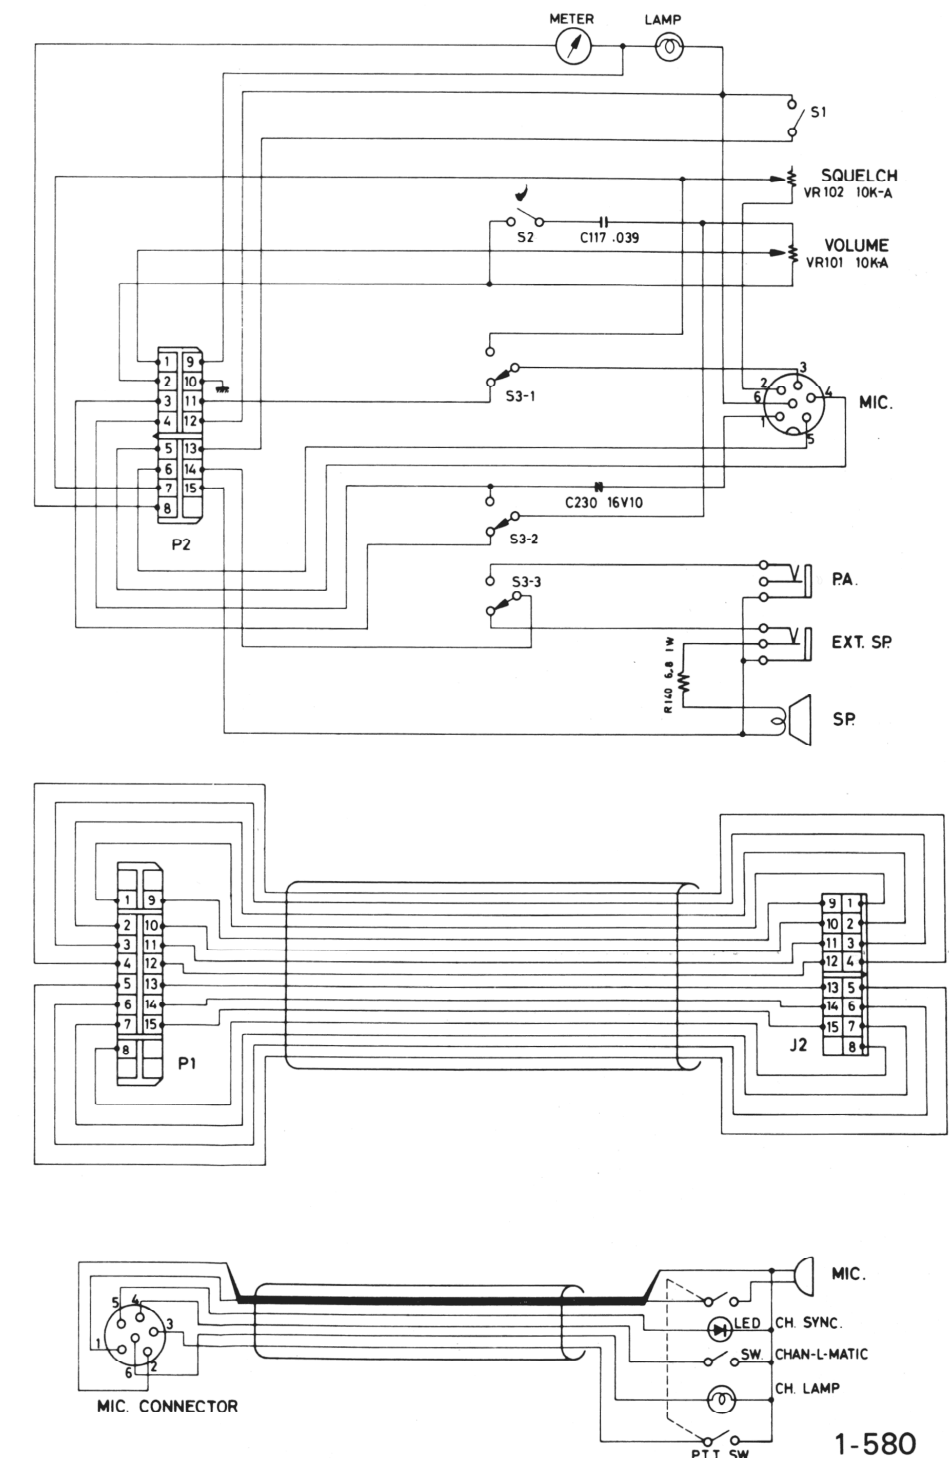 METER LAMP
S1
SQUELCH
VR102 10K-A
S2 C117 .039
VOLUME
VR101 10K-A
1 9
2 10
3 11
4 12
5 13
6 14
7 15
8
P2
S3-1
3
2 4
6
1 5
MIC.
C230 16V10
S3-2
S3-3
P.A.
EXT. SP.
R140 6.8 1W
SP.
1 9
2 10
3 11
4 12
5 13
6 14
7 15
8
P1
9 1
10 2
11 3
12 4
13 5
14 6
15 7
8
J2
MIC.
5 4
3
1
6 2
MIC. CONNECTOR
LED CH. SYNC.
SW. CHAN-L-MATIC
CH. LAMP
P.T.T. SW.
1-580